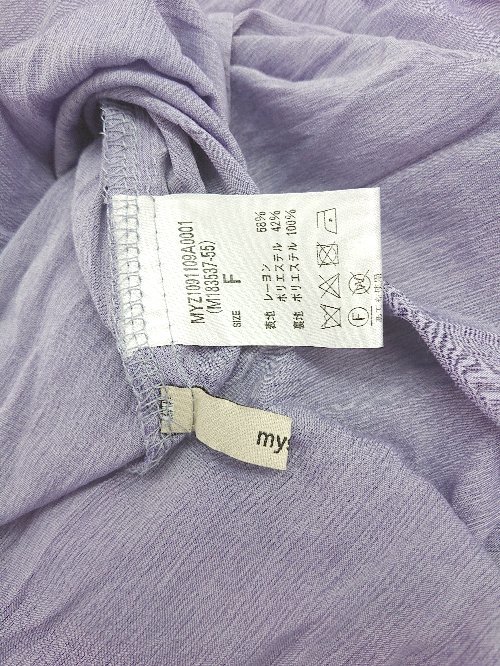 MYZ1091109A0001
(M183537-55)
SIZE F
表地 レーヨン 58%
ポリエステル 42%
裏地 ポリエステル 100%
F
mys